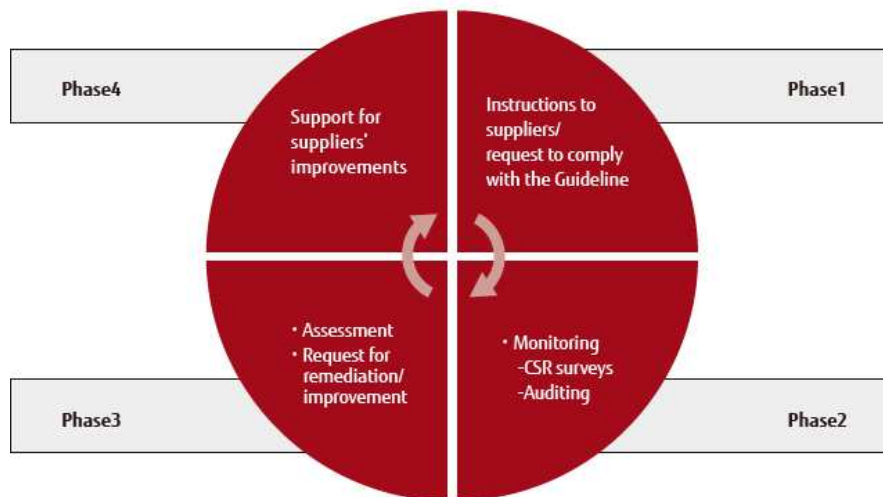 Phase4
Support for
suppliers'
improvements
Phase1
Instructions to
suppliers/
request to comply
with the Guideline
Phase3
・Assessment
・Request for
remediation/
improvement
Phase2
・Monitoring
-CSR surveys
-Auditing